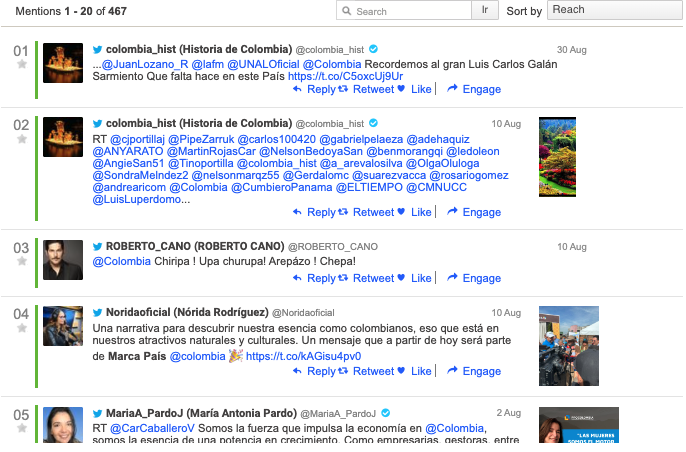 Mentions 1 - 20 of 467
Search
Ir
Sort by
Reach
01
colombia_hist (Historia de Colombia) @colombia_hist
30 Aug
...@JuanLozano_R @lafm @UNALOficial @Colombia Recordemos al gran Luis Carlos Galán
Sarmiento Que falta hace en este País https://t.co/C5oxcUj9Ur
Reply Retweet Like Engage
02
colombia_hist (Historia de Colombia) @colombia_hist
10 Aug
RT @cjportillaj @PipeZarruk @carlos100420 @gabrielpelaeza @adehaquiz
@ANYARATO @MartinRojasCar @NelsonBedoyaSan @benmorangqi @ledoleon
@AngieSan51 @Tinoportilla @colombia_hist @a_arevalosilva @OlgaOluloga
@SondraMelndez2 @nelsonmarqz55 @Gerdalomc @suarezvacca @rosariogomez
@andrearicom @Colombia @CumbieroPanama @ELTIEMPO @CMNUCC
@LuisLuperdomo...
Reply Retweet Like Engage
03
ROBERTO_CANO (ROBERTO CANO) @ROBERTO_CANO
10 Aug
@Colombia Chiripa ! Upa churupa! Arepázo ! Chepa!
Reply Retweet Like Engage
04
Noridaoficial (Nórida Rodríguez) @Noridaoficial
10 Aug
Una narrativa para descubrir nuestra esencia como colombianos, eso que está en
nuestros atractivos naturales y culturales. Un mensaje que a partir de hoy será parte
de Marca País @colombia 🎉 https://t.co/kAGisu4pv0
Reply Retweet Like Engage
05
MariaA_PardoJ (María Antonia Pardo) @MariaA_PardoJ
2 Aug
RT @CarCaballeroV Somos la fuerza que impulsa la economía en @Colombia,
somos la esencia de una potencia en crecimiento. Como empresarias, gestoras, entre
"LAS MUJERES
SOMOS EL MOTOR